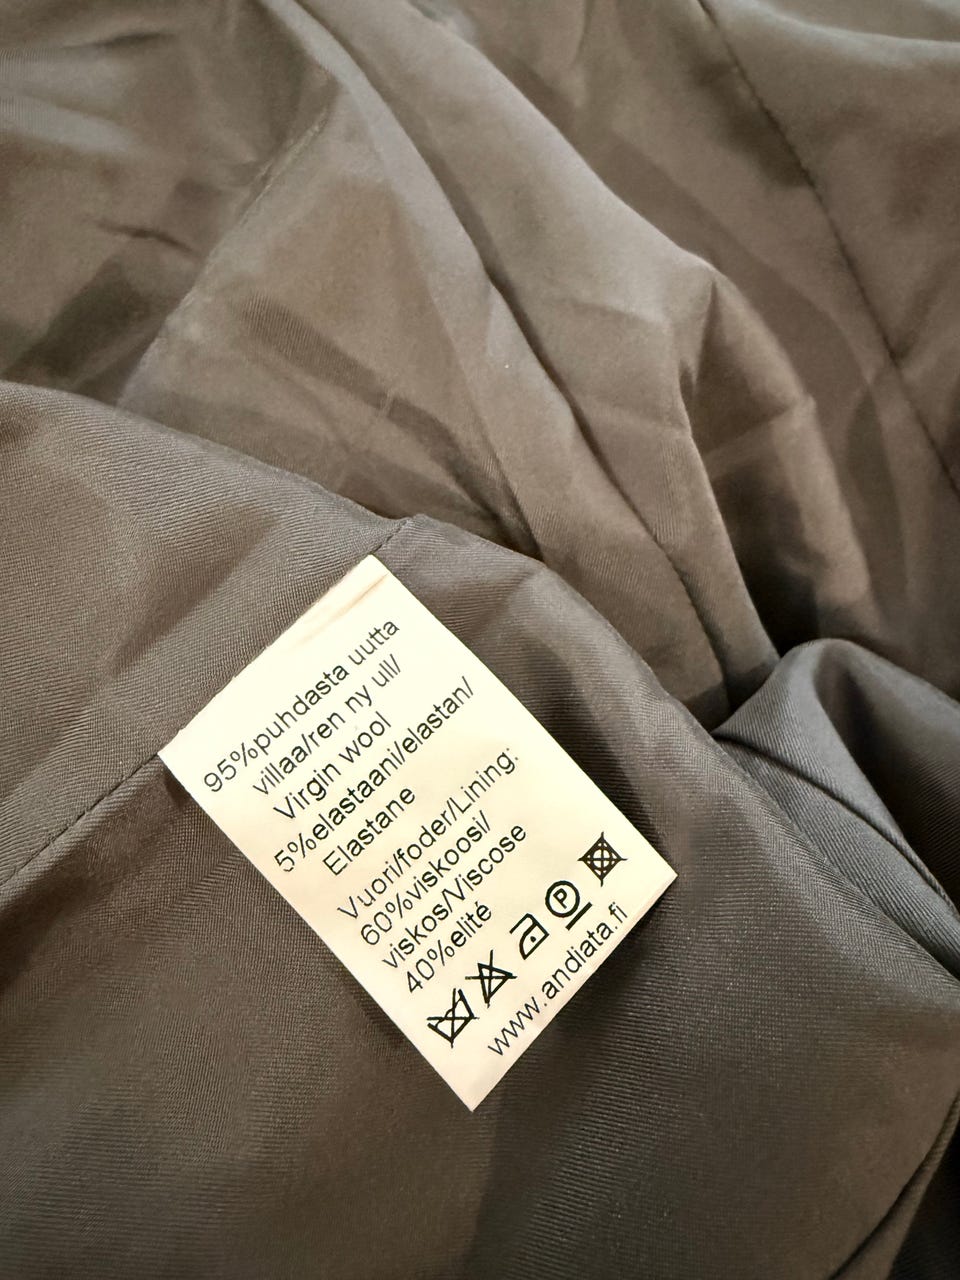 95%puhdasta uutta
villaa/ren ny ull/
Virgin wool
5%elastaani/elastan/
Elastane
Vuori/foder/Lining:
60%viskoosi/
viskos/Viscose
40%elité
P
www.andiata.fi